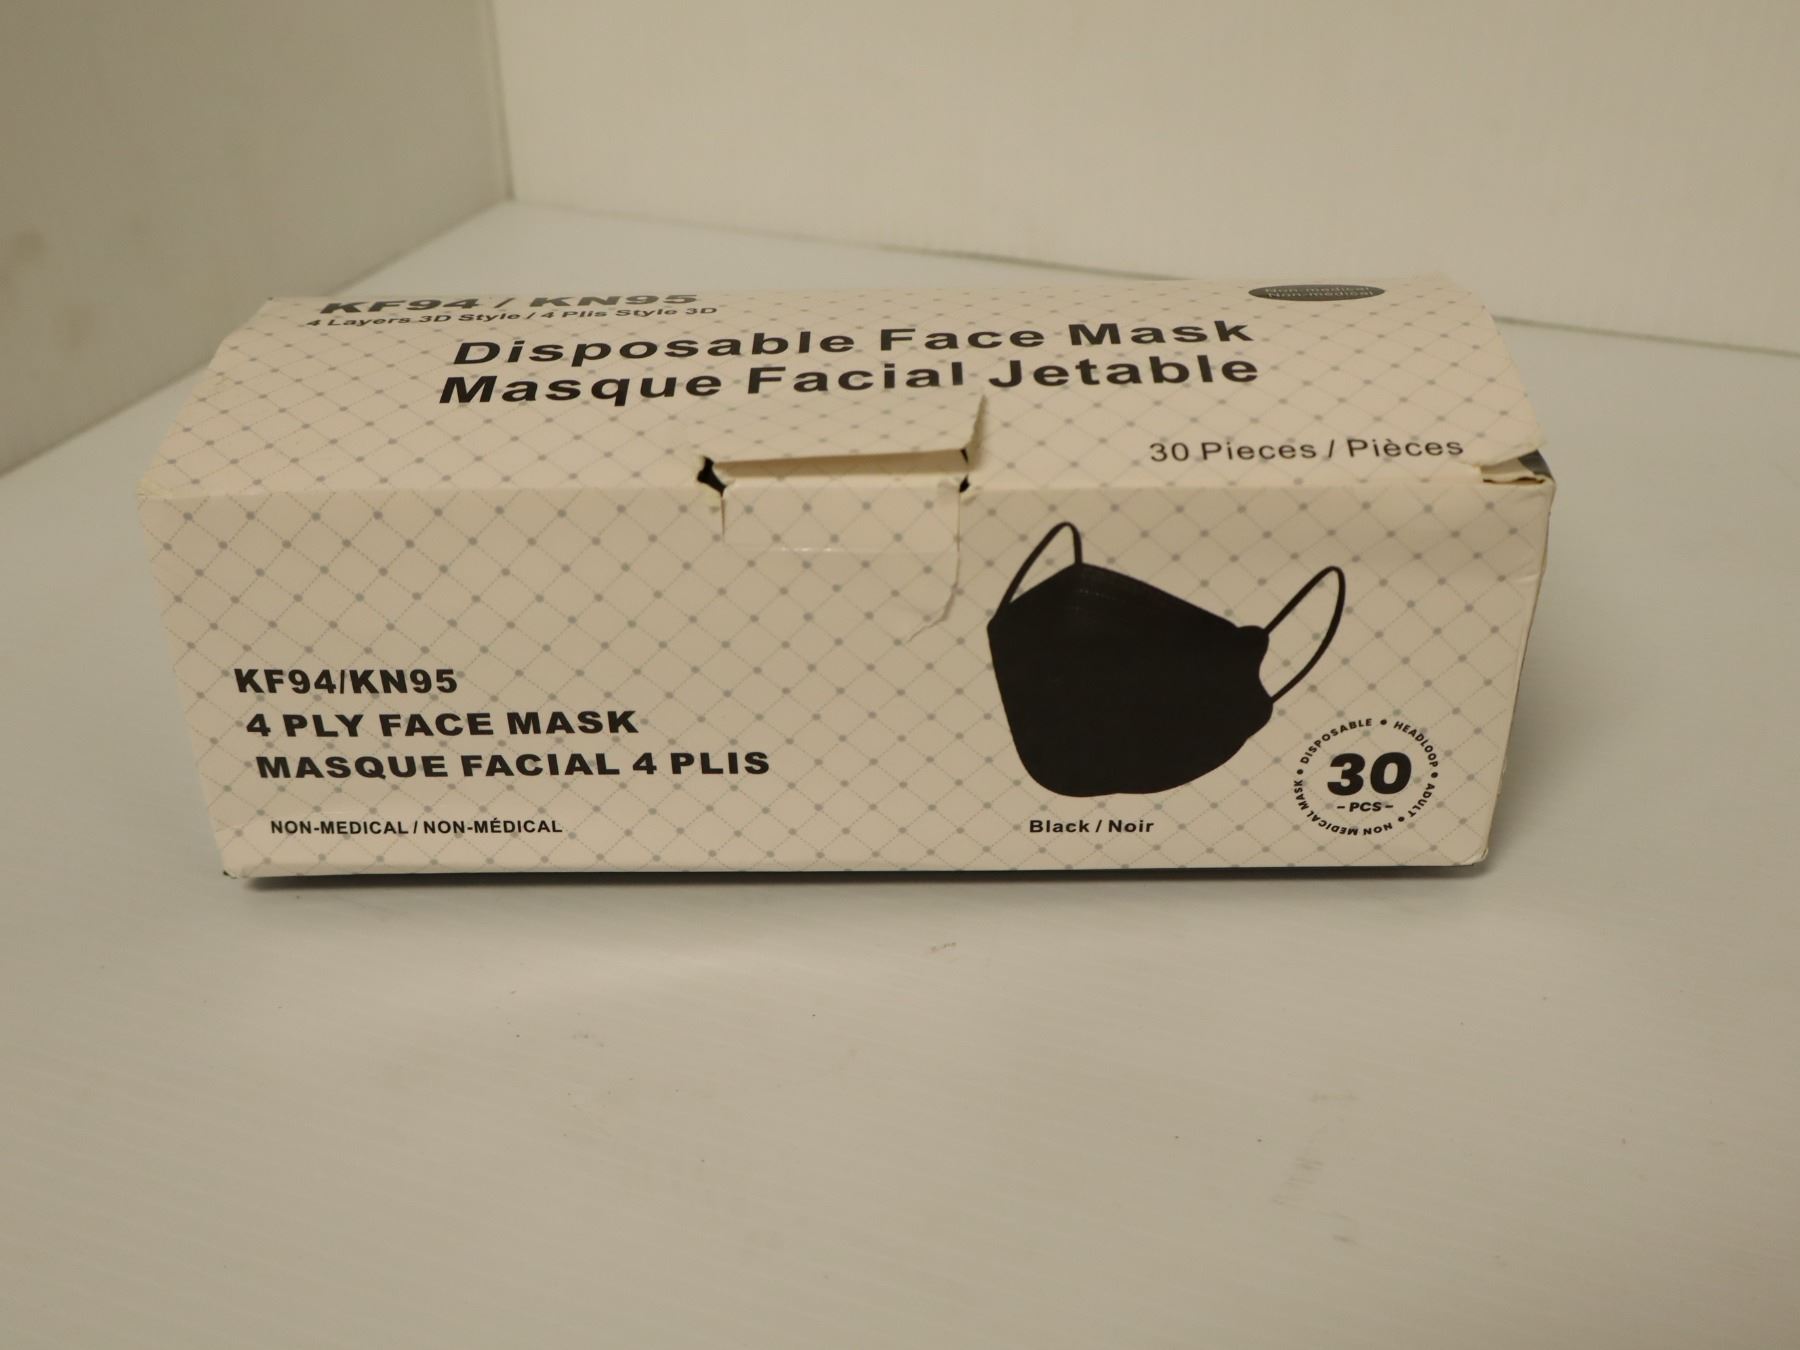 KF94 / KN95
4 Layers 3D Style / 4 Plis Style 3D
Non-medical
Non-médical
Disposable Face Mask
Masque Facial Jetable
30 Pieces / Pièces
KF94/KN95
4 PLY FACE MASK
MASQUE FACIAL 4 PLIS
NON-MEDICAL / NON-MÉDICAL
Black / Noir
DISPOSABLE • HEADLOOP • ADULT • NON MEDICAL MASK •
30
- PCS -